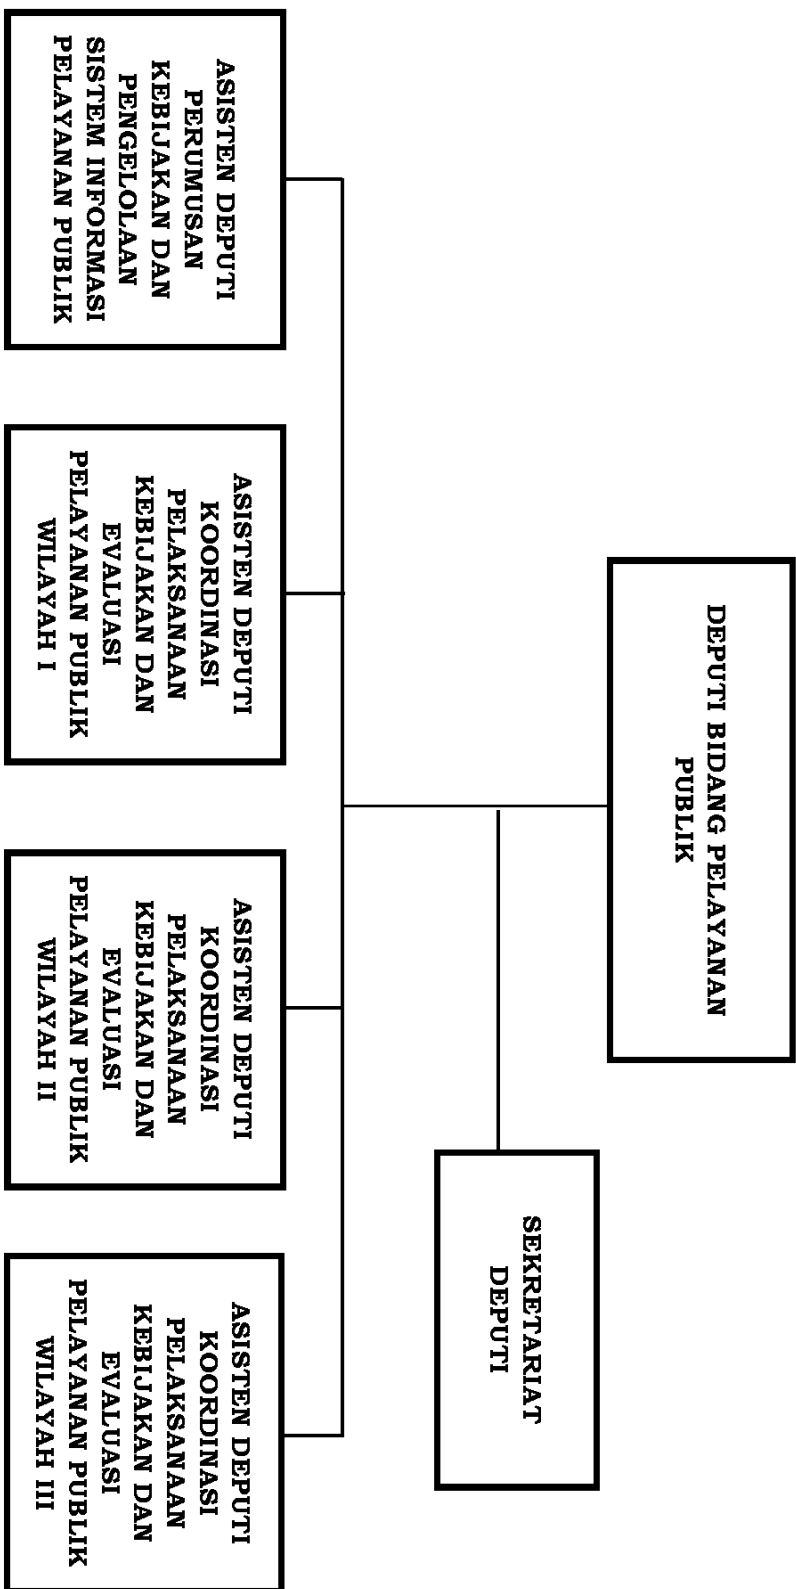 DEPUTI BIDANG PELAYANAN
PUBLIK
SEKRETARIAT
DEPUTI
ASISTEN DEPUTI
PERUMUSAN
KEBIJAKAN DAN
PENGELOLAAN
SISTEM INFORMASI
PELAYANAN PUBLIK
ASISTEN DEPUTI
KOORDINASI
PELAKSANAAN
KEBIJAKAN DAN
EVALUASI
PELAYANAN PUBLIK
WILAYAH I
ASISTEN DEPUTI
KOORDINASI
PELAKSANAAN
KEBIJAKAN DAN
EVALUASI
PELAYANAN PUBLIK
WILAYAH II
ASISTEN DEPUTI
KOORDINASI
PELAKSANAAN
KEBIJAKAN DAN
EVALUASI
PELAYANAN PUBLIK
WILAYAH III